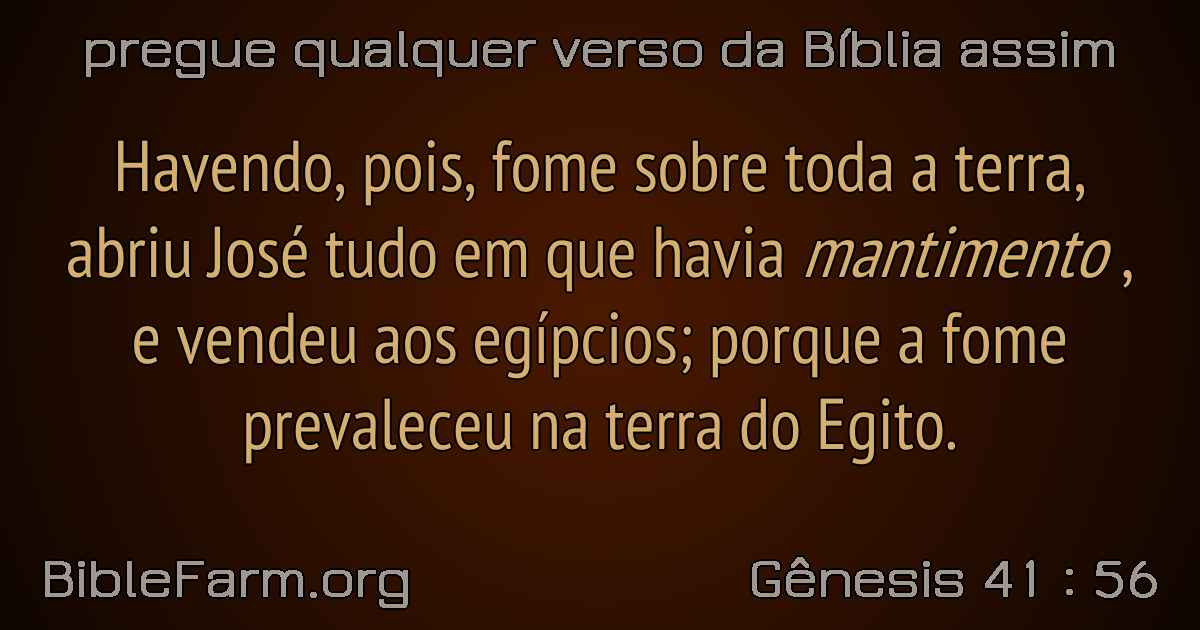 pregue qualquer verso da Bíblia assim
Havendo, pois, fome sobre toda a terra,
abriu José tudo em que havia mantimento ,
e vendeu aos egípcios; porque a fome
prevaleceu na terra do Egito.
BibleFarm.org
Gênesis 41 : 56